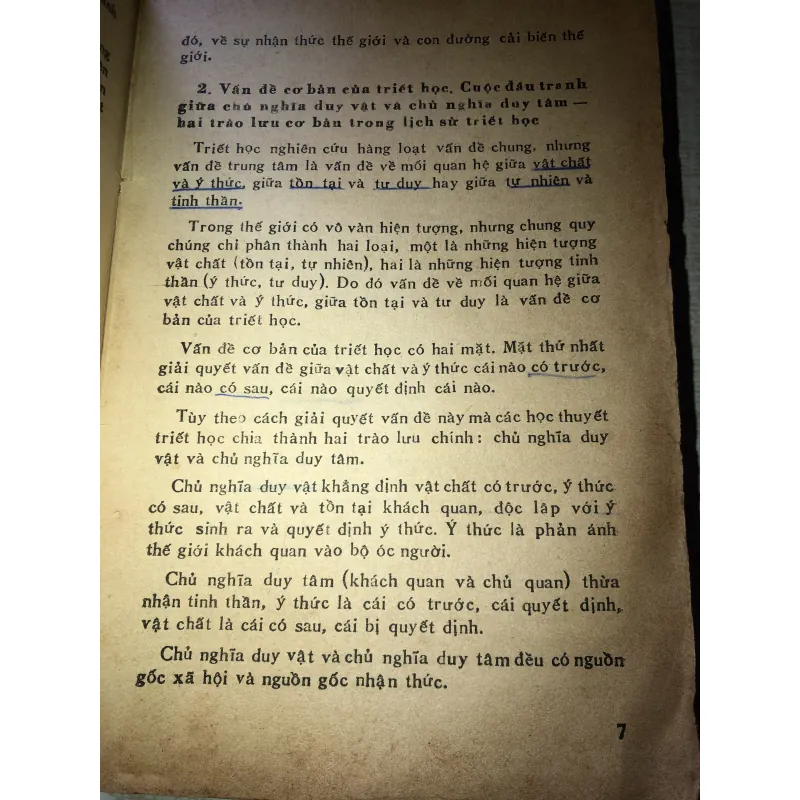 đó, về sự nhận thức thế giới và con đường cải biến thế
giới.
2. Vấn đề cơ bản của triết học. Cuộc đấu tranh
giữa chủ nghĩa duy vật và chủ nghĩa duy tâm —
hai trào lưu cơ bản trong lịch sử triết học
Triết học nghiên cứu hàng loạt vấn đề chung, nhưng
vấn đề trung tâm là vấn đề về mối quan hệ giữa vật chất
và ý thức, giữa tồn tại và tư duy hay giữa tự nhiên và
tinh thần.
Trong thế giới có vô vàn hiện tượng, nhưng chung quy
chúng chỉ phân thành hai loại, một là những hiện tượng
vật chất (tồn tại, tự nhiên), hai là những hiện tượng tinh
thần (ý thức, tư duy). Do đó vấn đề về mối quan hệ giữa
vật chất và ý thức, giữa tồn tại và tư duy là vấn đề cơ
bản của triết học.
Vấn đề cơ bản của triết học có hai mặt. Mặt thứ nhất
giải quyết vấn đề giữa vật chất và ý thức cái nào có trước,
cái nào có sau, cái nào quyết định cái nào.
Tùy theo cách giải quyết vấn đề này mà các học thuyết
triết học chia thành hai trào lưu chính: chủ nghĩa duy
vật và chủ nghĩa duy tâm.
Chủ nghĩa duy vật khẳng định vật chất có trước, ý thức
có sau, vật chất và tồn tại khách quan, độc lập với ý
thức sinh ra và quyết định ý thức. Ý thức là phản ánh
thế giới khách quan vào bộ óc người.
Chủ nghĩa duy tâm (khách quan và chủ quan) thừa
nhận tinh thần, ý thức là cái có trước, cái quyết định,
vật chất là cái có sau, cái bị quyết định.
Chủ nghĩa duy vật và chủ nghĩa duy tâm đều có nguồn
gốc xã hội và nguồn gốc nhận thức.
7